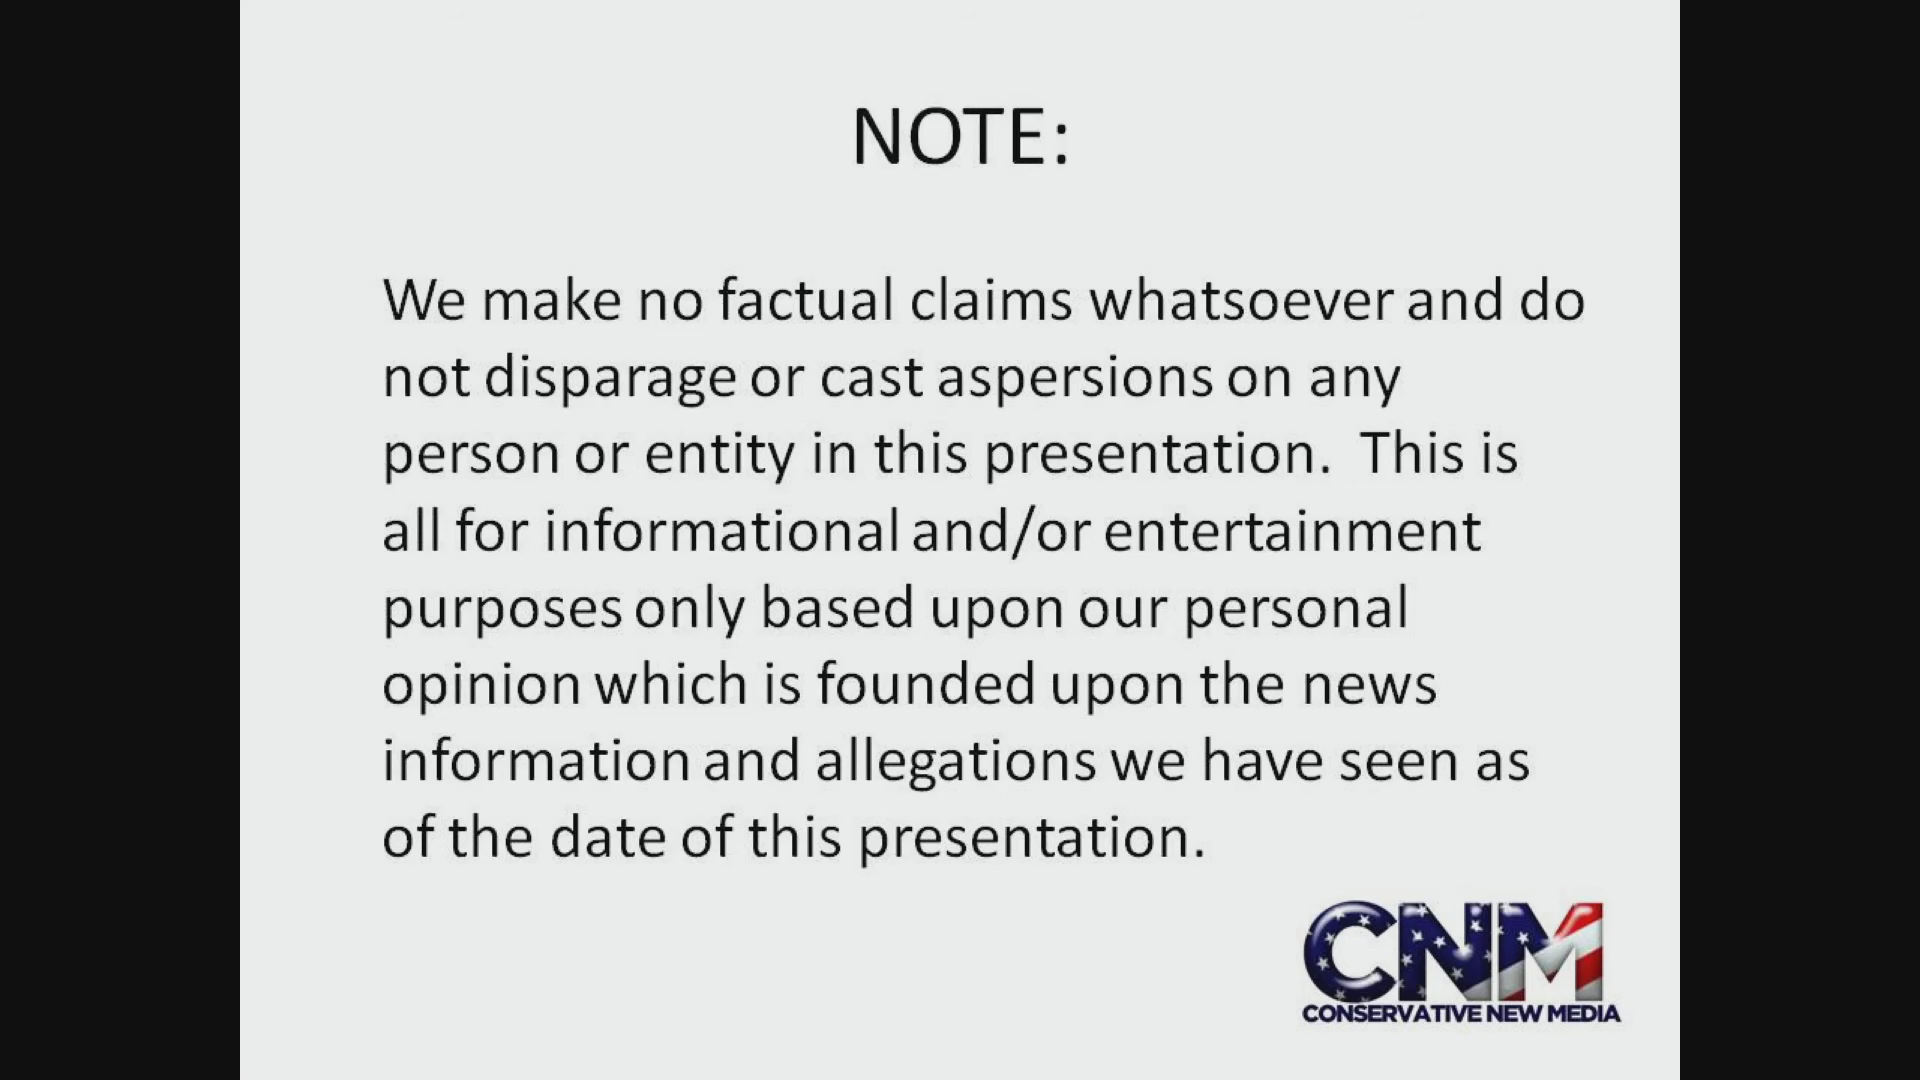 NOTE:
We make no factual claims whatsoever and do
not disparage or cast aspersions on any
person or entity in this presentation.  This is
all for informational and/or entertainment
purposes only based upon our personal
opinion which is founded upon the news
information and allegations we have seen as
of the date of this presentation.
CNM
CONSERVATIVE NEW MEDIA